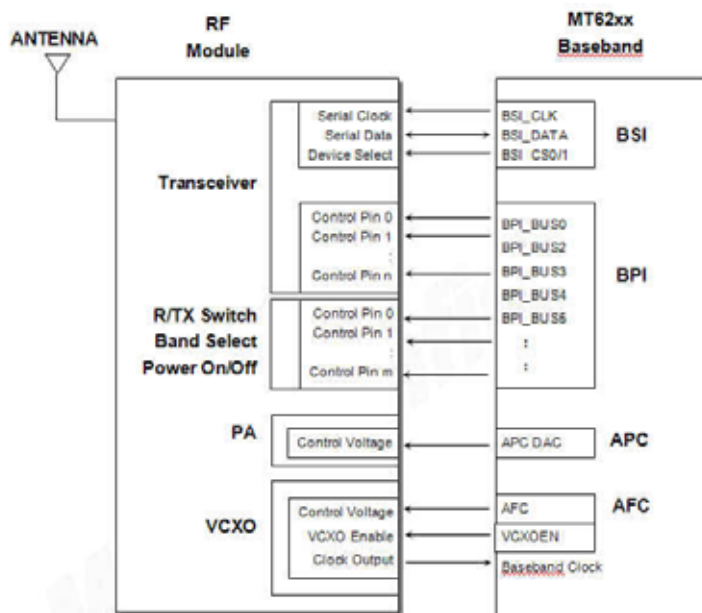 ANTENNA
RF
Module
MT62xx
Baseband
Transceiver
Serial Clock
Serial Data
Device Select
BSI_CLK
BSI_DATA
BSI CS0/1
BSI
Control Pin 0
Control Pin 1
:
Control Pin n
BPI_BUS0
BPI_BUS2
BPI_BUS3
BPI_BUS4
BPI_BUS5
:
:
BPI
R/TX Switch
Band Select
Power On/Off
Control Pin 0
Control Pin 1
:
Control Pin m
PA
Control Voltage
APC DAC
APC
VCXO
Control Voltage
VCXO Enable
Clock Output
AFC
VCXOEN
Baseband Clock
AFC